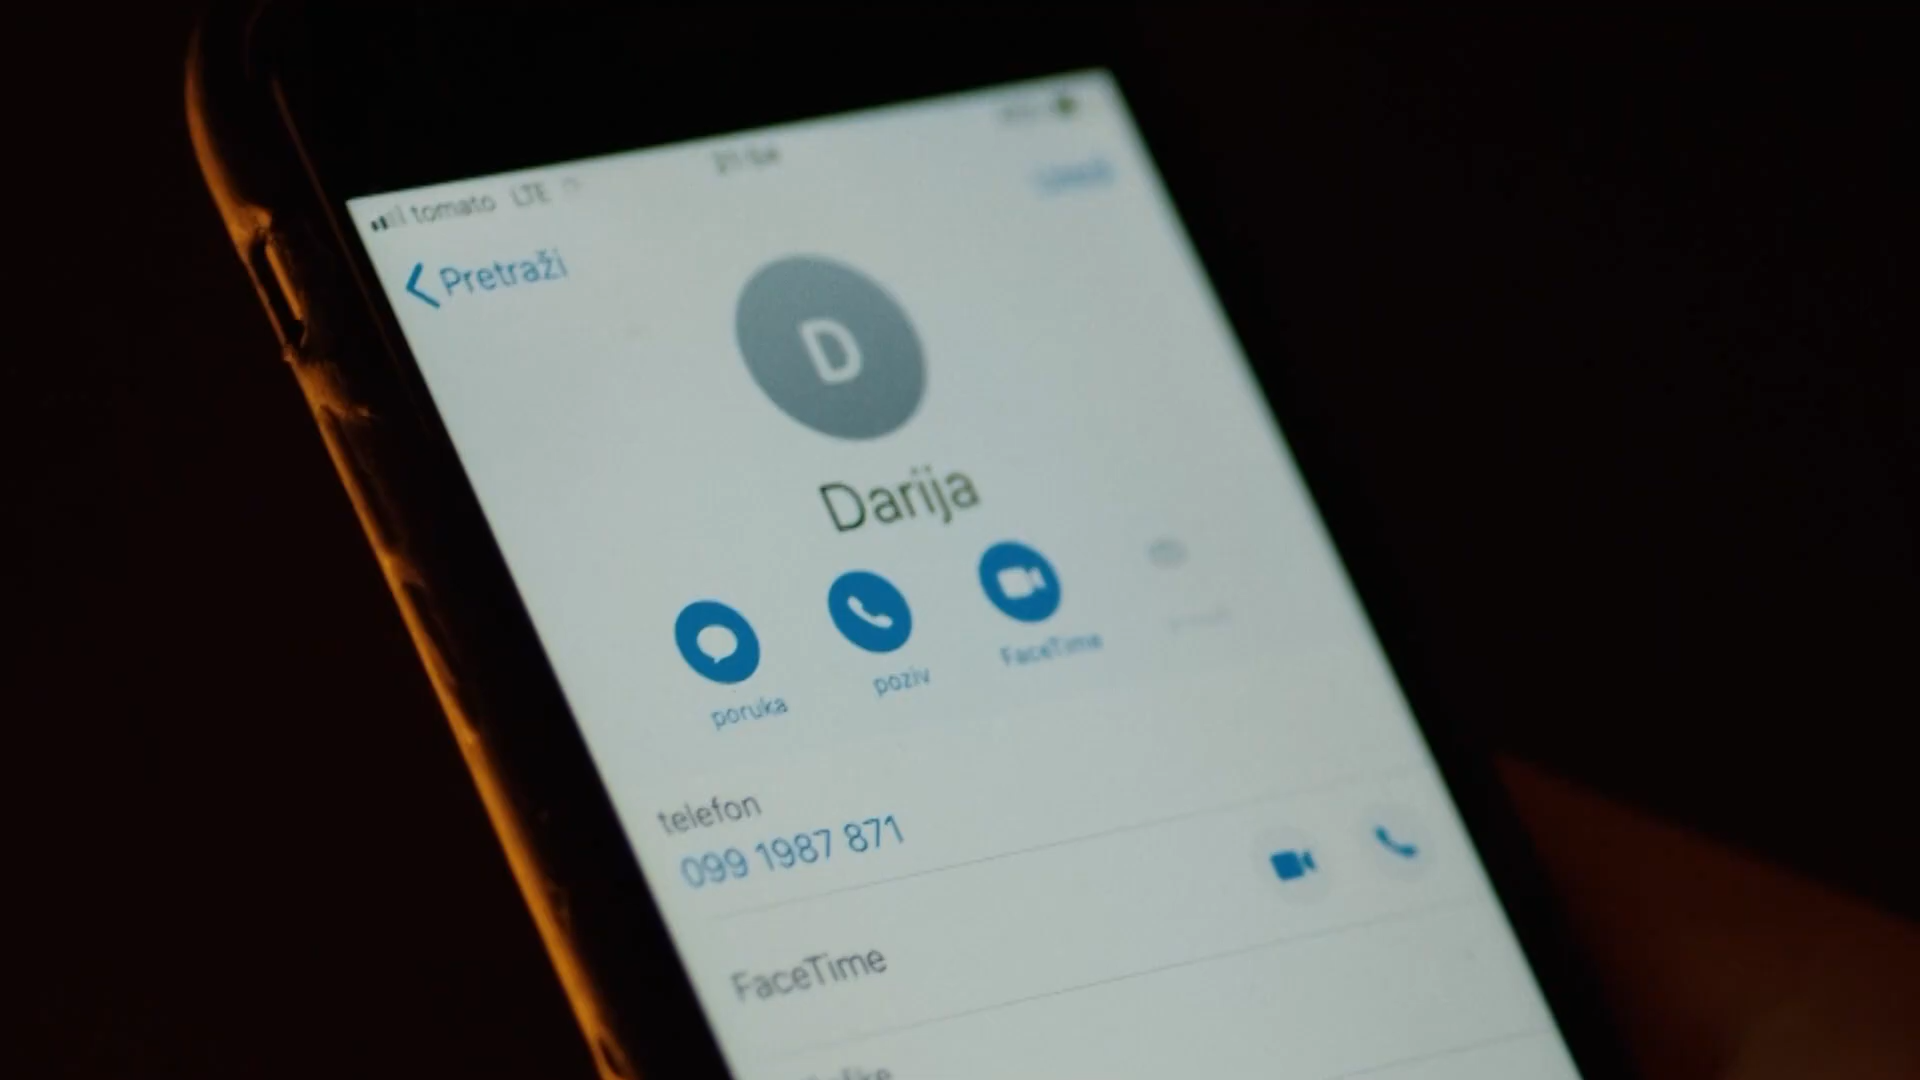 tomato LTE
Pretraži
D
Darija
poruka
poziv
FaceTime
telefon
099 1987 871
FaceTime